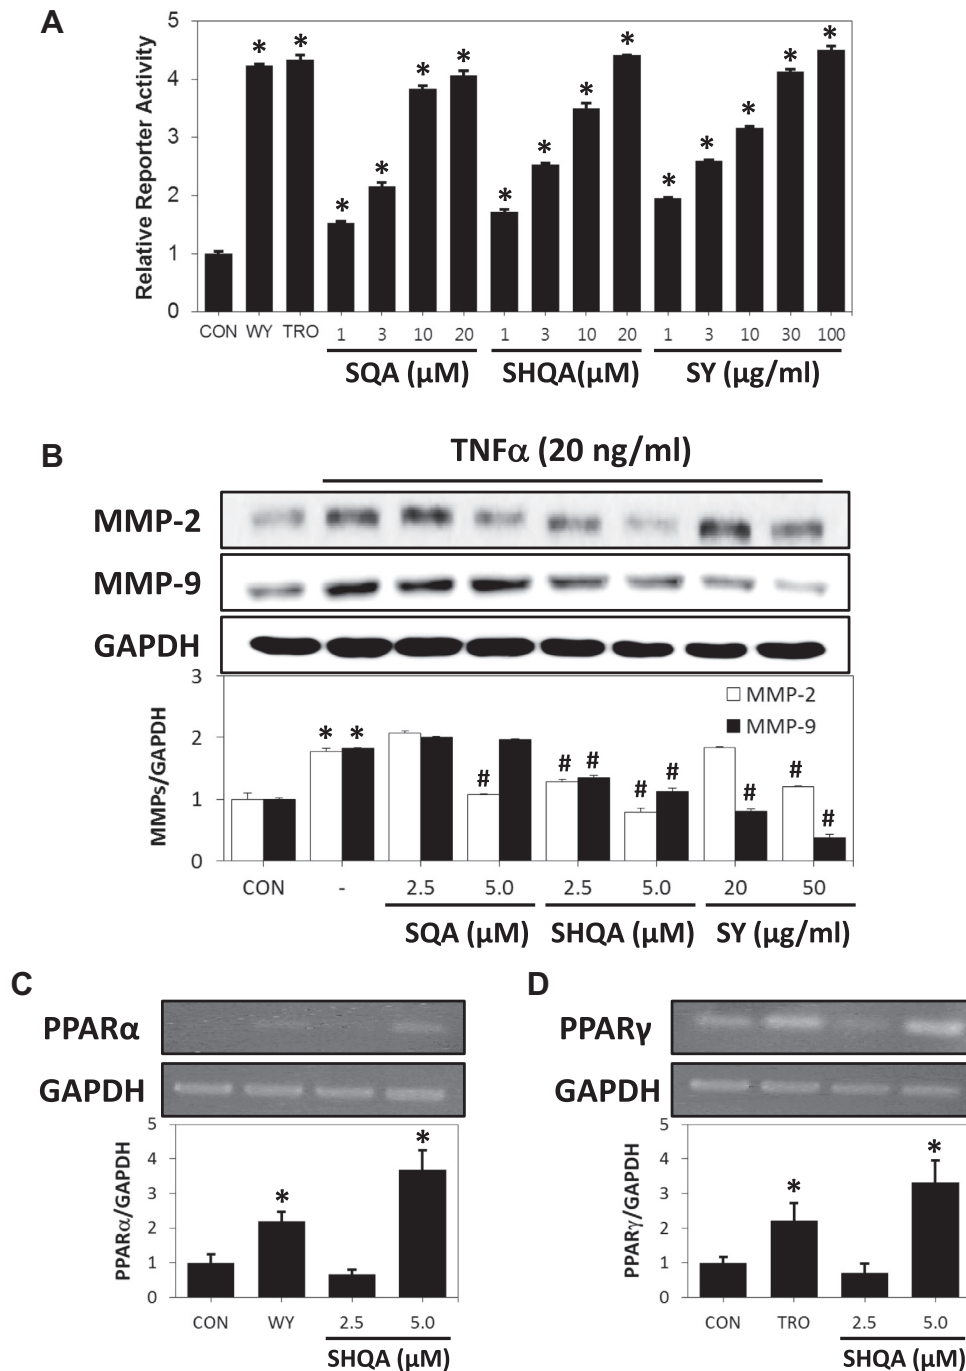 A
Relative Reporter Activity
5
4
3
2
1
0
* * * * * * * * * * * * * * *
CON WY TRO 1 3 10 20 1 3 10 20 1 3 10 30 100
SQA (µM) SHQA(µM) SY (µg/ml)
B
TNFα (20 ng/ml)
MMP-2
MMP-9
GAPDH
MMPs/GAPDH
3
2
1
0
MMP-2
MMP-9
* * # # # # # # # #
CON - 2.5 5.0 2.5 5.0 20 50
SQA (µM) SHQA (µM) SY (µg/ml)
C
PPARα
GAPDH
PPARα/GAPDH
5
4
3
2
1
0
* *
CON WY 2.5 5.0
SHQA (µM)
D
PPARγ
GAPDH
PPARγ/GAPDH
5
4
3
2
1
0
* *
CON TRO 2.5 5.0
SHQA (µM)